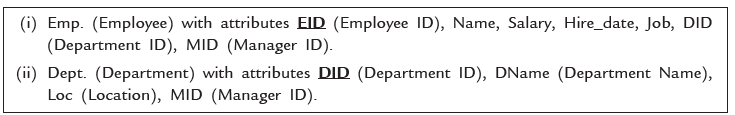 (i) Emp. (Employee) with attributes EID (Employee ID), Name, Salary, Hire_date, Job, DID
(Department ID), MID (Manager ID).
(ii) Dept. (Department) with attributes DID (Department ID), DName (Department Name),
Loc (Location), MID (Manager ID).